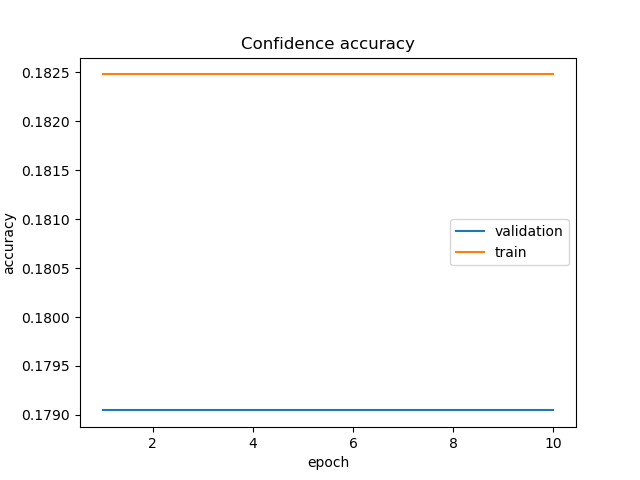 Confidence accuracy
0.1825
0.1820
0.1815
0.1810
0.1805
0.1800
0.1795
0.1790
accuracy
validation
train
2 4 6 8 10
epoch